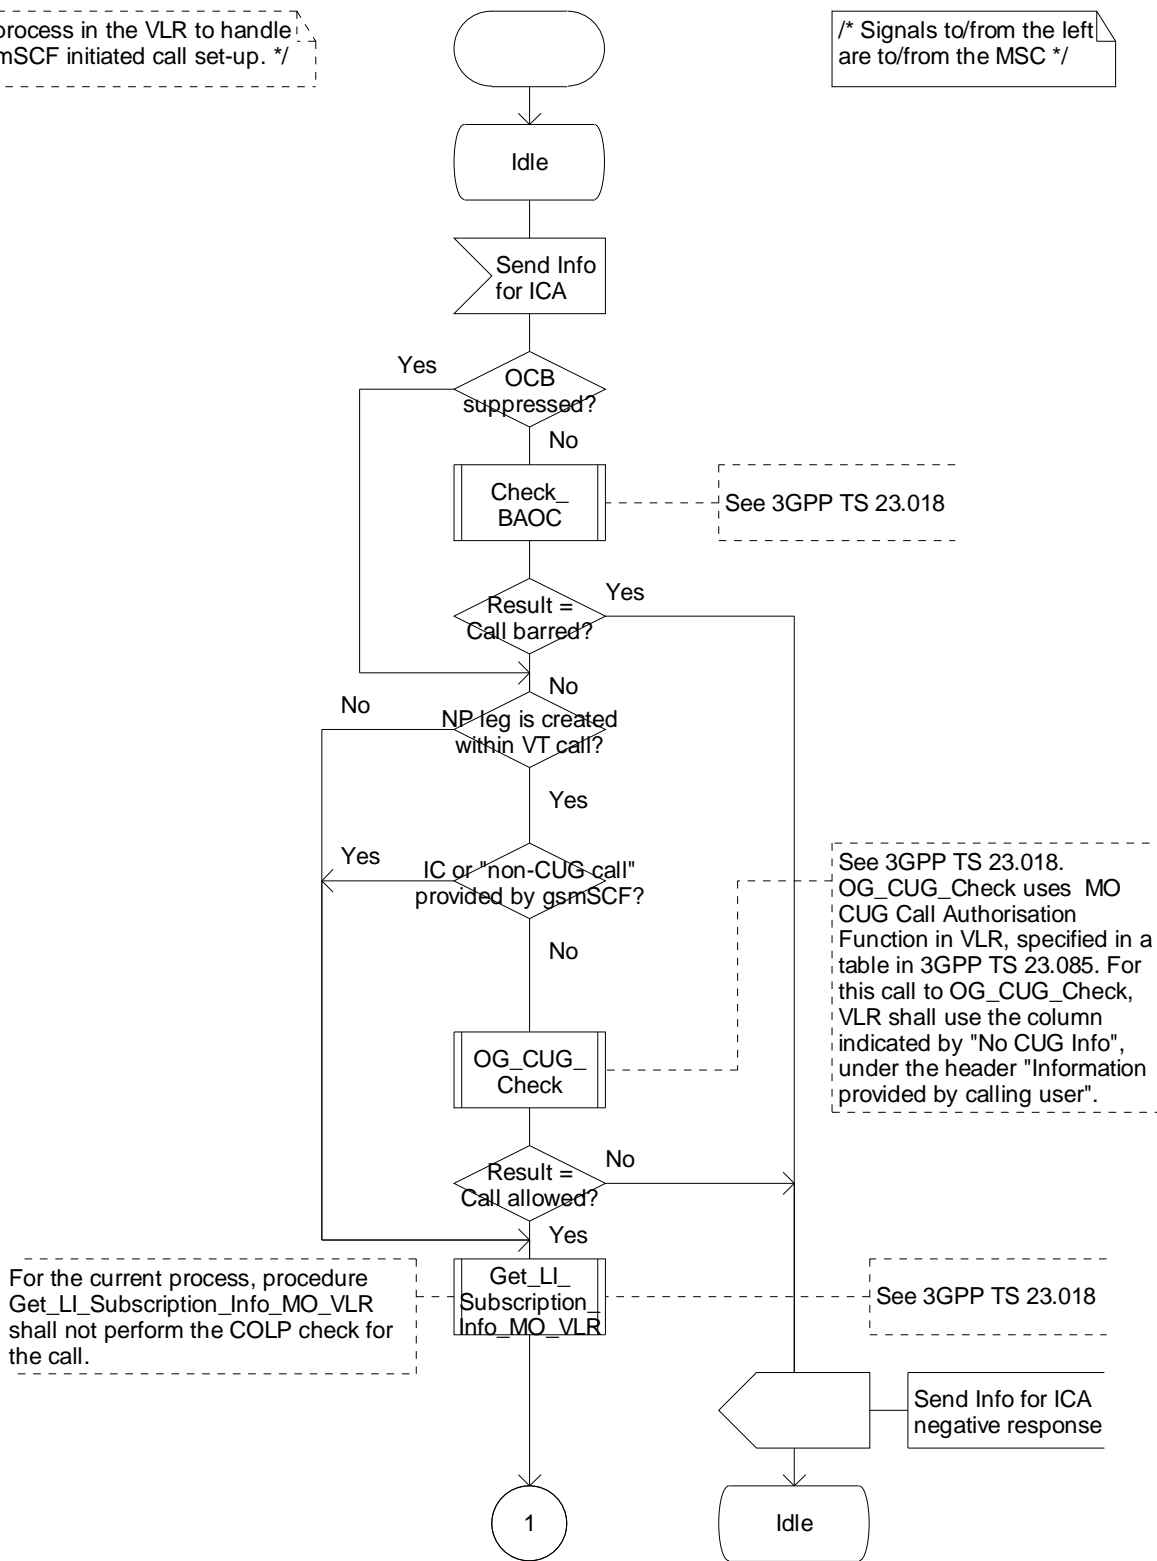 process in the VLR to handle
mSCF initiated call set-up. */
/* Signals to/from the left
are to/from the MSC */
Idle
Send Info
for ICA
Yes
OCB
suppressed?
No
Check_
BAOC
See 3GPP TS 23.018
Result =
Call barred?
Yes
No
No
NP leg is created
within VT call?
Yes
Yes
IC or "non-CUG call"
provided by gsmSCF?
No
See 3GPP TS 23.018.
OG_CUG_Check uses MO
CUG Call Authorisation
Function in VLR, specified in a
table in 3GPP TS 23.085. For
this call to OG_CUG_Check,
VLR shall use the column
indicated by "No CUG Info",
under the header "Information
provided by calling user".
OG_CUG_
Check
Result =
Call allowed?
No
Yes
For the current process, procedure
Get_LI_Subscription_Info_MO_VLR
shall not perform the COLP check for
the call.
Get_LI_
Subscription_
Info_MO_VLR
See 3GPP TS 23.018
Send Info for ICA
negative response
1
Idle